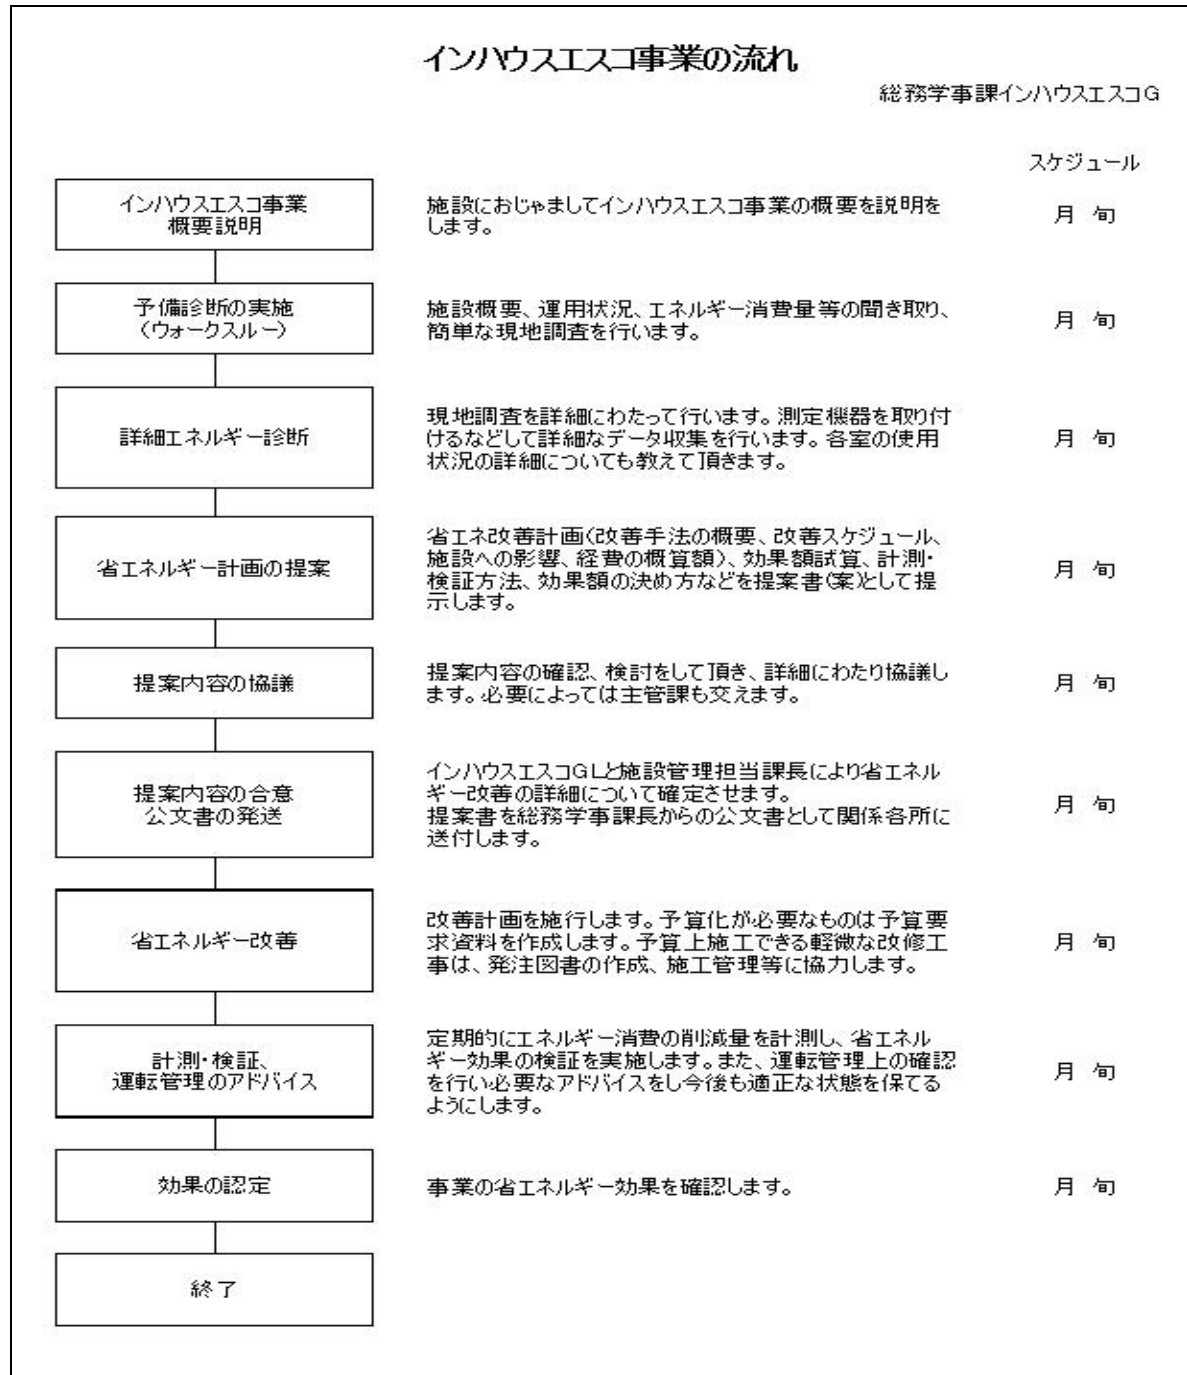 インハウスエスコ事業の流れ
総務学事課インハウスエスコG
スケジュール
インハウスエスコ事業
概要説明
施設におじゃましてインハウスエスコ事業の概要を説明を
します。
月 旬
予備診断の実施
(ウォークスルー)
施設概要、運用状況、エネルギー消費量等の聞き取り、
簡単な現地調査を行います。
月 旬
詳細エネルギー診断
現地調査を詳細にわたって行います。測定機器を取り付
けるなどして詳細なデータ収集を行います。各室の使用
状況の詳細についても教えて頂きます。
月 旬
省エネルギー計画の提案
省エネ改善計画(改善手法の概要、改善スケジュール、
施設への影響、経費の概算額)、効果額試算、計測・
検証方法、効果額の決め方などを提案書(案)として提
示します。
月 旬
提案内容の協議
提案内容の確認、検討をして頂き、詳細にわたり協議し
ます。必要によっては主管課も交えます。
月 旬
提案内容の合意
公文書の発送
インハウスエスコGLと施設管理担当課長により省エネル
ギー改善の詳細について確定させます。
提案書を総務学事課長からの公文書として関係各所に
送付します。
月 旬
省エネルギー改善
改善計画を施行します。予算化が必要なものは予算要
求資料を作成します。予算上施工できる軽微な改修工
事は、発注図書の作成、施工管理等に協力します。
月 旬
計測・検証、
運転管理のアドバイス
定期的にエネルギー消費の削減量を計測し、省エネル
ギー効果の検証を実施します。また、運転管理上の確認
を行い必要なアドバイスをし今後も適正な状態を保てる
ようにします。
月 旬
効果の認定
事業の省エネルギー効果を確認します。
月 旬
終了